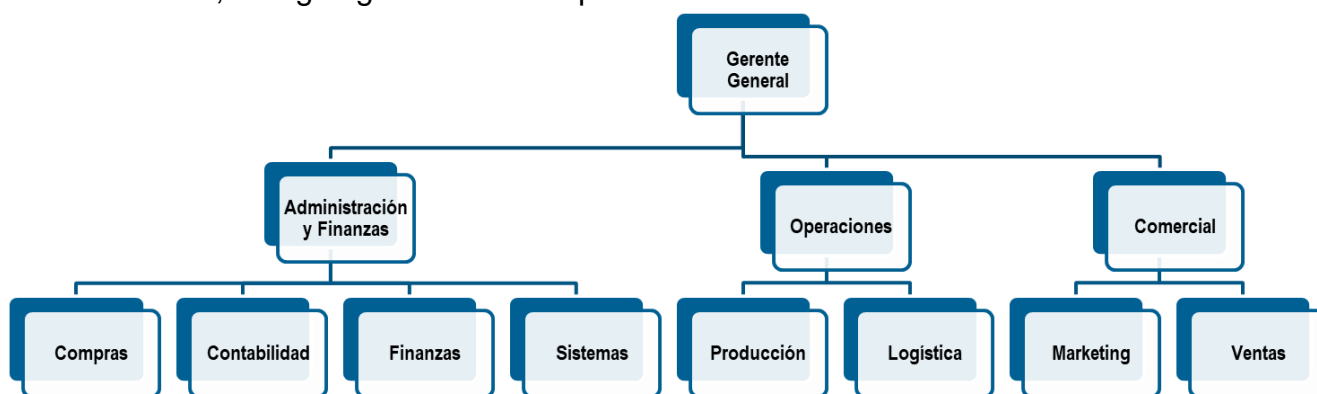 Gerente
General
Administración
y Finanzas
Operaciones
Comercial
Compras
Contabilidad
Finanzas
Sistemas
Producción
Logística
Marketing
Ventas